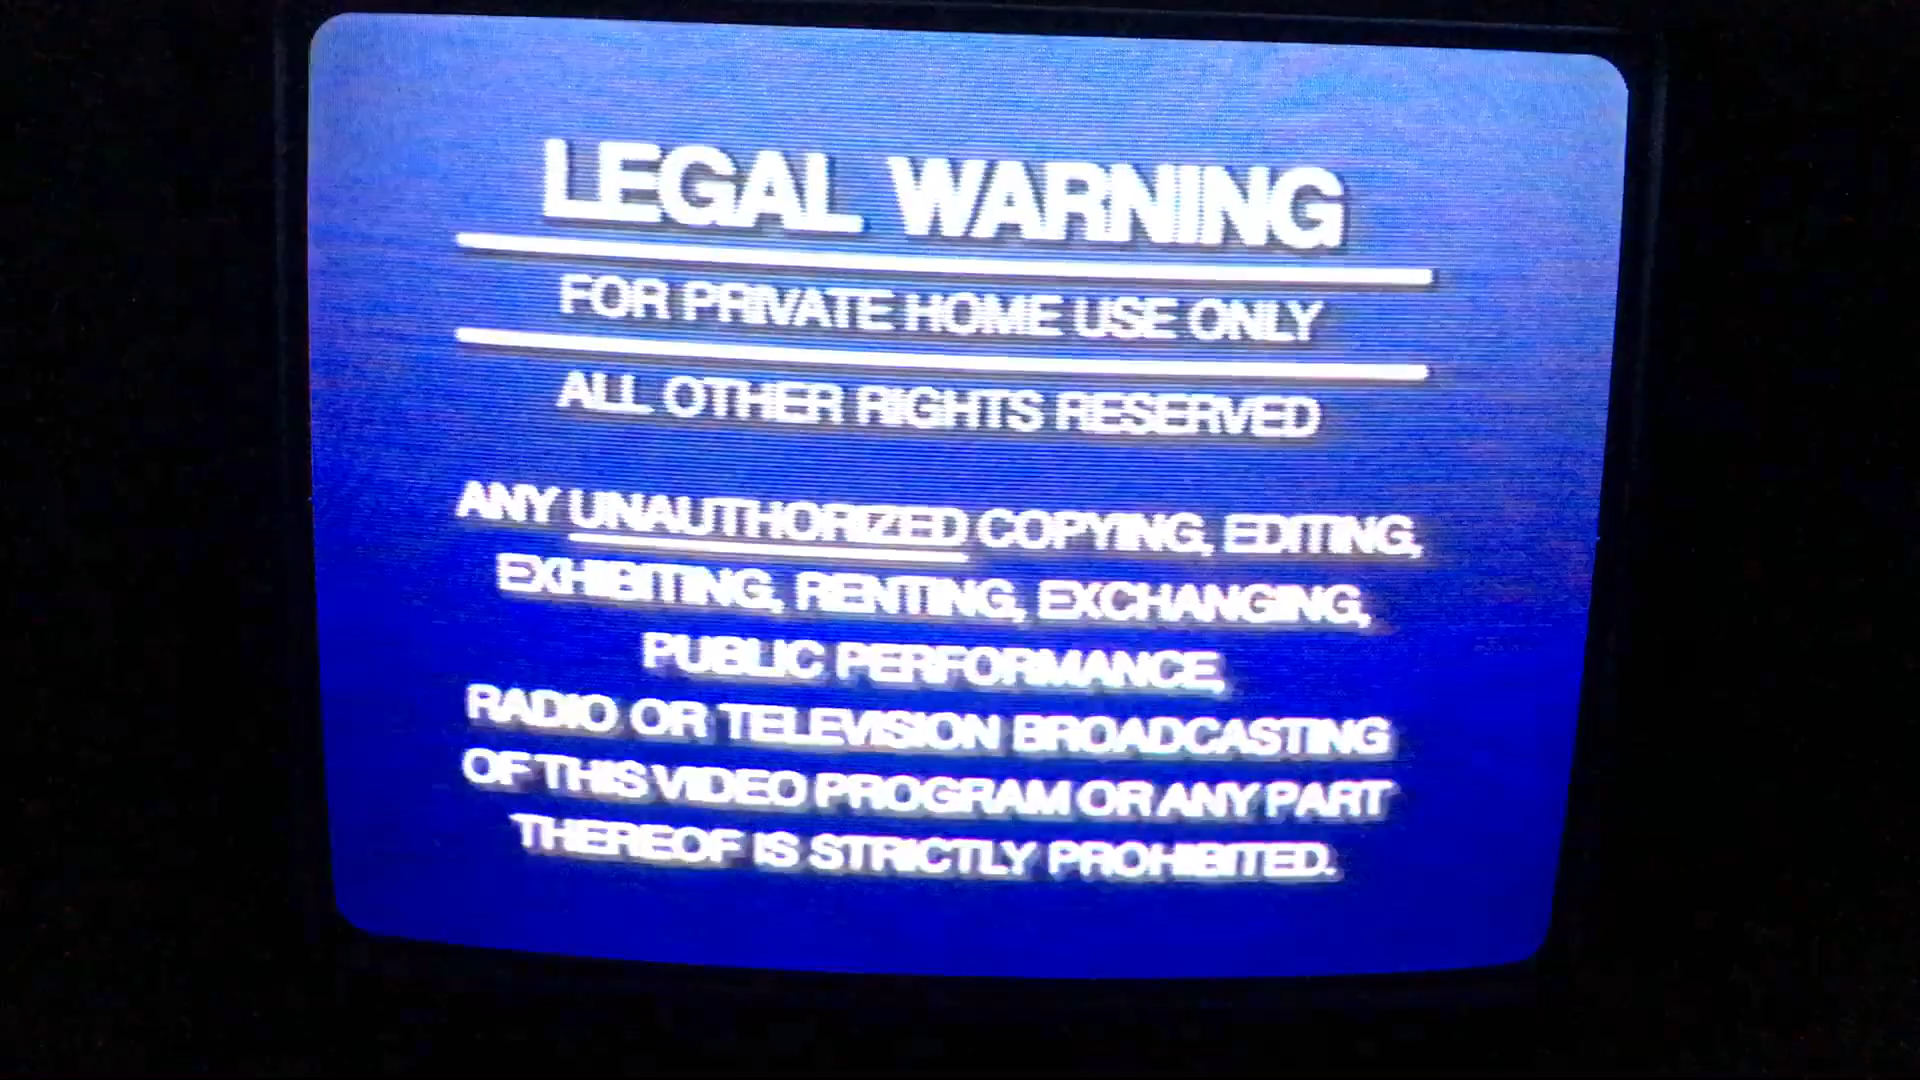 LEGAL WARNING
FOR PRIVATE HOME USE ONLY
ALL OTHER RIGHTS RESERVED
ANY UNAUTHORIZED COPYING, EDITING,
EXHIBITING, RENTING, EXCHANGING,
PUBLIC PERFORMANCE,
RADIO OR TELEVISION BROADCASTING
OF THIS VIDEO PROGRAM OR ANY PART
THEREOF IS STRICTLY PROHIBITED.